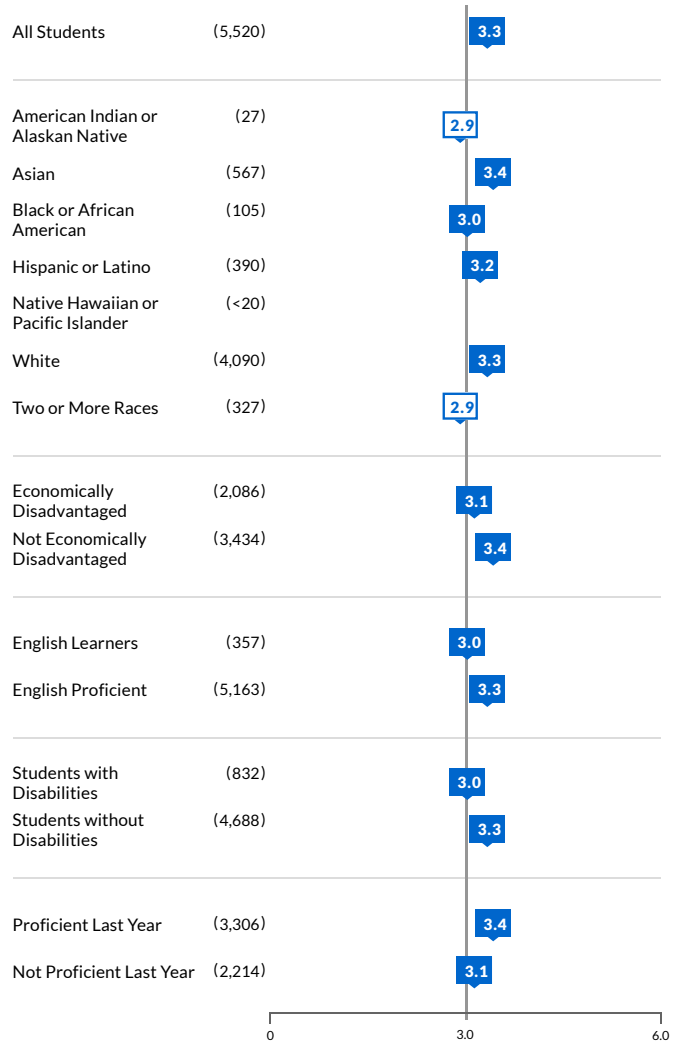 All Students (5,520) 3.3
American Indian or
Alaskan Native (27) 2.9
Asian (567) 3.4
Black or African
American (105) 3.0
Hispanic or Latino (390) 3.2
Native Hawaiian or
Pacific Islander (<20)
White (4,090) 3.3
Two or More Races (327) 2.9
Economically
Disadvantaged (2,086) 3.1
Not Economically
Disadvantaged (3,434) 3.4
English Learners (357) 3.0
English Proficient (5,163) 3.3
Students with
Disabilities (832) 3.0
Students without
Disabilities (4,688) 3.3
Proficient Last Year (3,306) 3.4
Not Proficient Last Year (2,214) 3.1
0 3.0 6.0